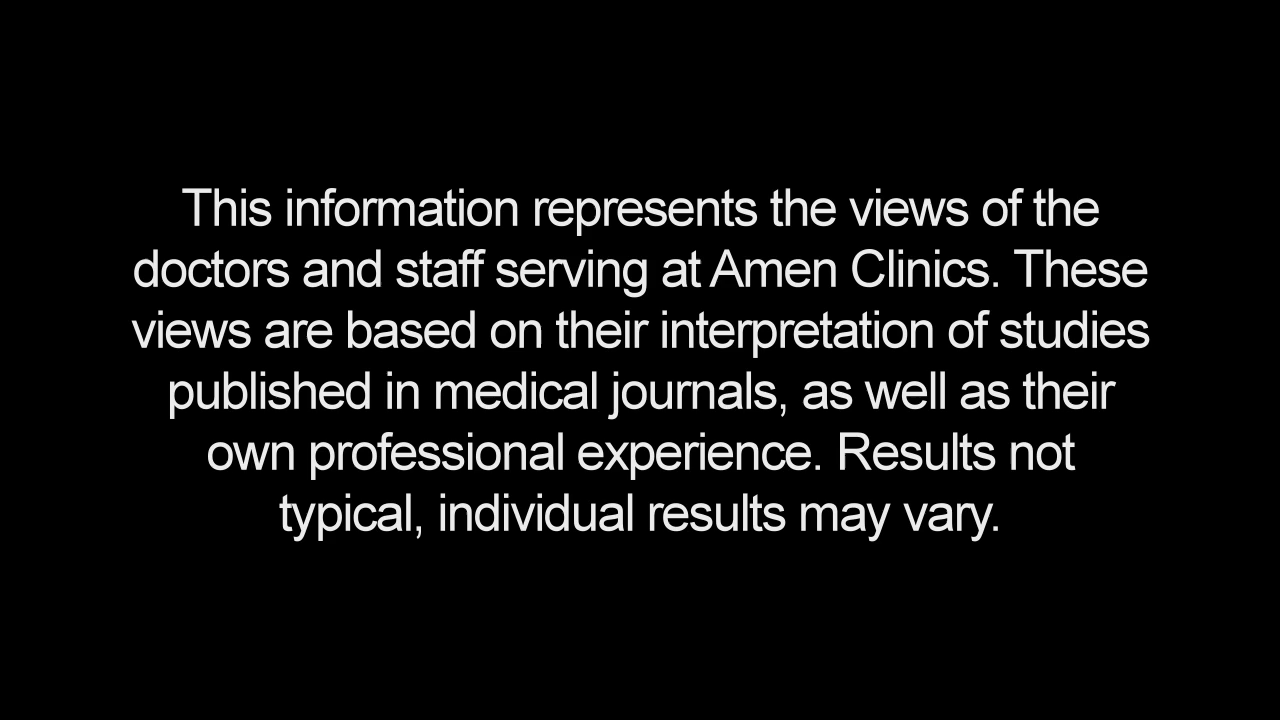 This information represents the views of the
doctors and staff serving at Amen Clinics. These
views are based on their interpretation of studies
published in medical journals, as well as their
own professional experience. Results not
typical, individual results may vary.